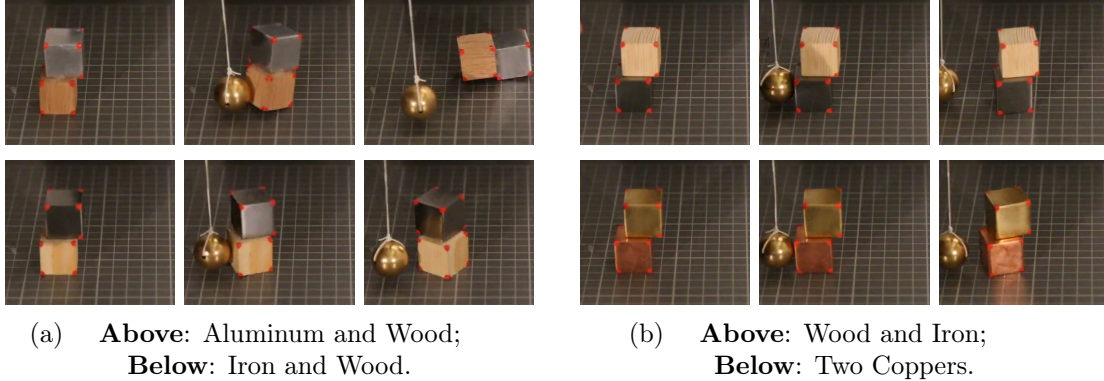 (a) Above: Aluminum and Wood;
Below: Iron and Wood.
(b) Above: Wood and Iron;
Below: Two Coppers.